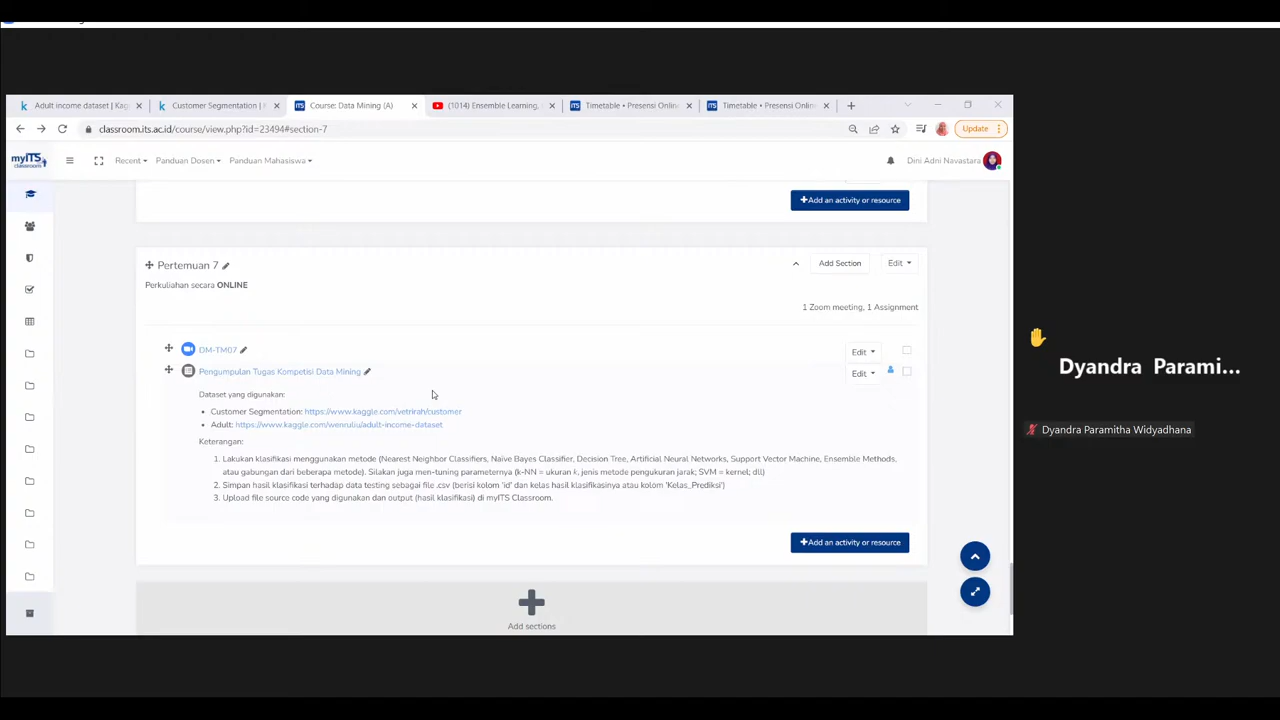 Adult income dataset | Kag
Customer Segmentation |
Course: Data Mining (A)
(1014) Ensemble Learning,
Timetable • Presensi Online
Timetable • Presensi Online
classroom.its.ac.id/course/view.php?id=23494#section-7
Update
myITS
Classroom
Recent
Panduan Dosen
Panduan Mahasiswa
Dini Adni Navastara
+Add an activity or resource
Pertemuan 7
Add Section
Edit
Perkuliahan secara ONLINE
1 Zoom meeting, 1 Assignment
DM-TM07
Edit
Pengumpulan Tugas Kompetisi Data Mining
Edit
Dataset yang digunakan:
• Customer Segmentation: https://www.kaggle.com/vetrirah/customer
• Adult: https://www.kaggle.com/wenruliu/adult-income-dataset
Keterangan:
1. Lakukan klasifikasi menggunakan metode (Nearest Neighbor Classifiers, Naïve Bayes Classifier, Decision Tree, Artificial Neural Networks, Support Vector Machine, Ensemble Methods,
atau gabungan dari beberapa metode). Silakan juga men-tuning parameternya (k-NN = ukuran k, jenis metode pengukuran jarak; SVM = kernel; dll)
2. Simpan hasil klasifikasi terhadap data testing sebagai file .csv (berisi kolom 'id' dan kelas hasil klasifikasinya atau kolom 'Kelas_Prediksi')
3. Upload file source code yang digunakan dan output (hasil klasifikasi) di myITS Classroom.
+Add an activity or resource
Add sections
Dyandra Parami...
Dyandra Paramitha Widyadhana